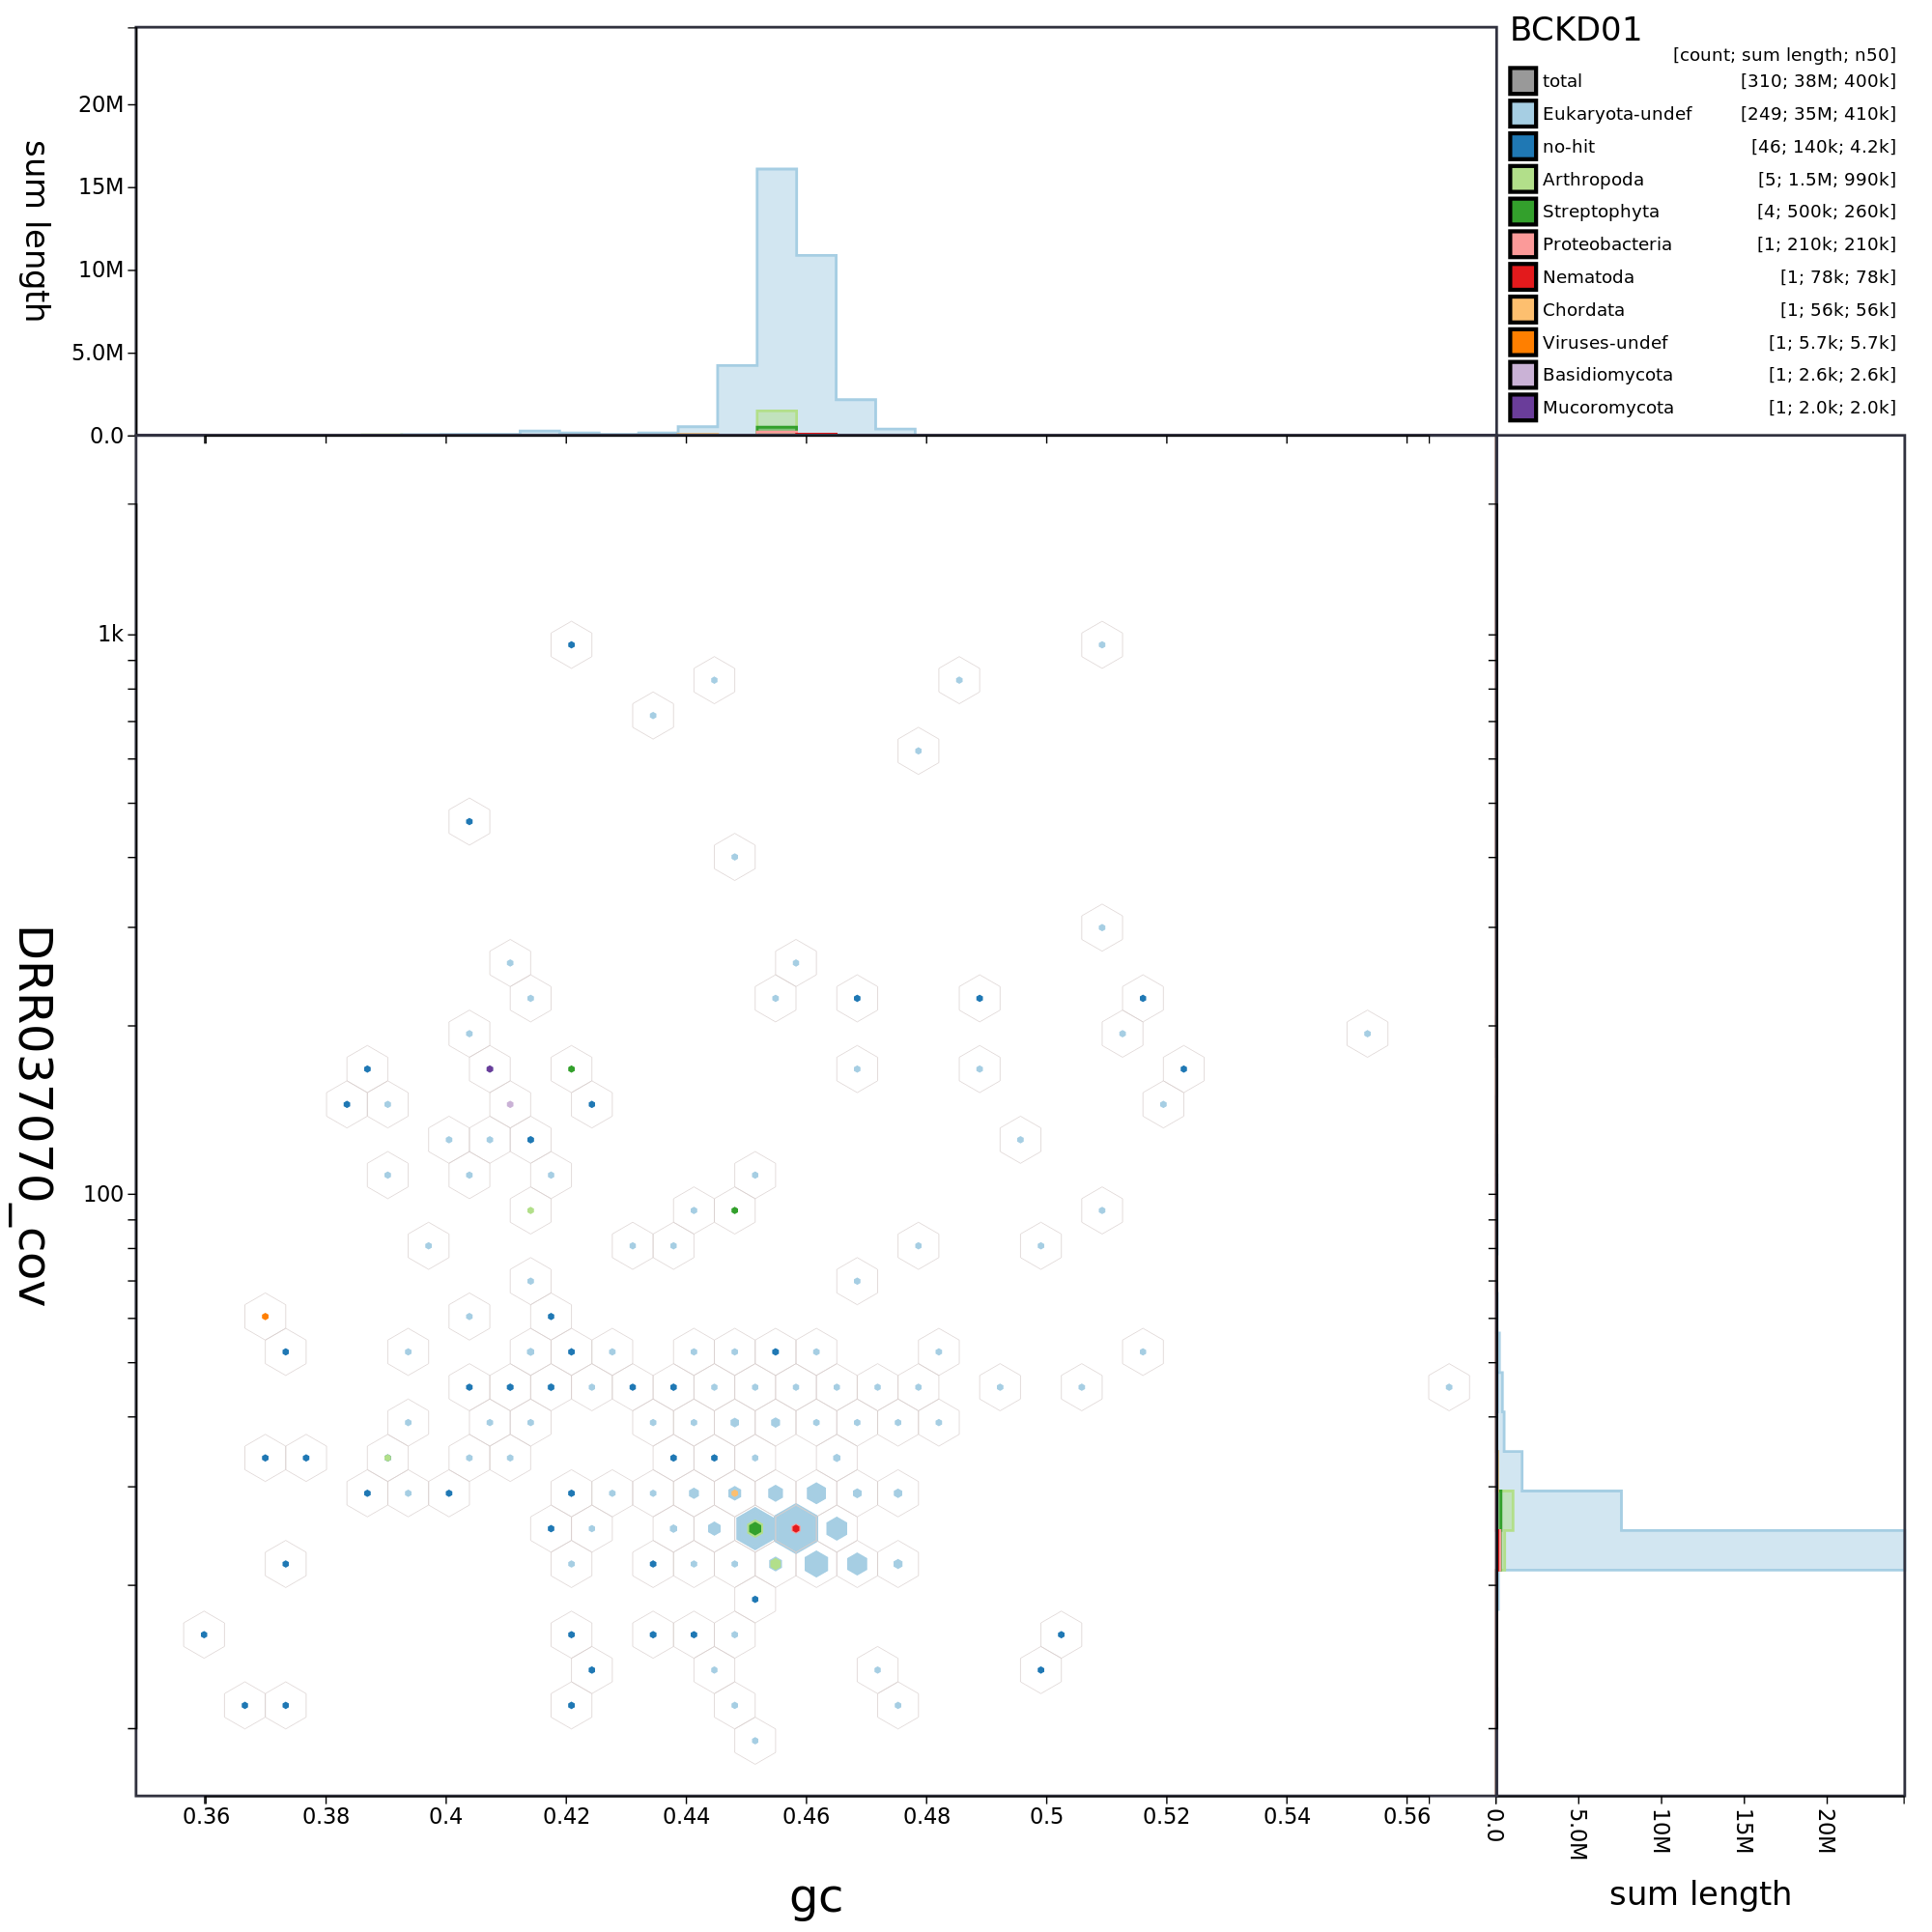 BCKD01
[count; sum length; n50]
total [310; 38M; 400k]
Eukaryota-undef [249; 35M; 410k]
no-hit [46; 140k; 4.2k]
Arthropoda [5; 1.5M; 990k]
Streptophyta [4; 500k; 260k]
Proteobacteria [1; 210k; 210k]
Nematoda [1; 78k; 78k]
Chordata [1; 56k; 56k]
Viruses-undef [1; 5.7k; 5.7k]
Basidiomycota [1; 2.6k; 2.6k]
Mucoromycota [1; 2.0k; 2.0k]
sum length
20M
15M
10M
5.0M
0.0
DRR037070_cov
1k
100
0.36 0.38 0.4 0.42 0.44 0.46 0.48 0.5 0.52 0.54 0.56
gc
0.0 5.0M 10M 15M 20M
sum length